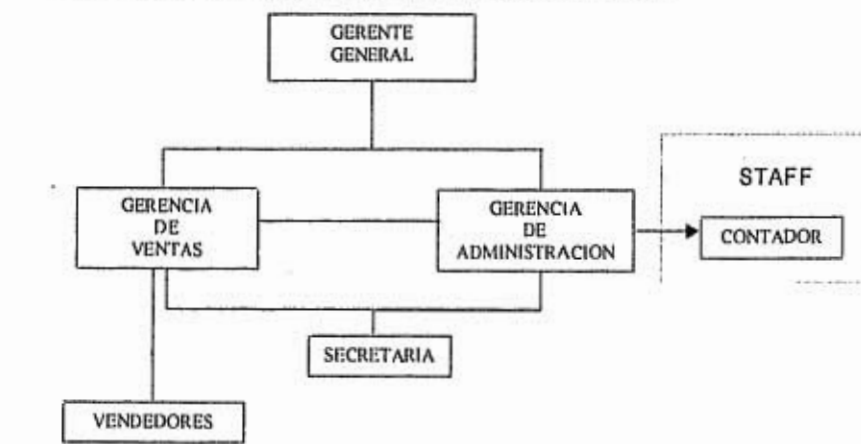 GERENTE
GENERAL
STAFF
GERENCIA
DE
VENTAS
GERENCIA
DE
ADMINISTRACION
CONTADOR
SECRETARIA
VENDEDORES